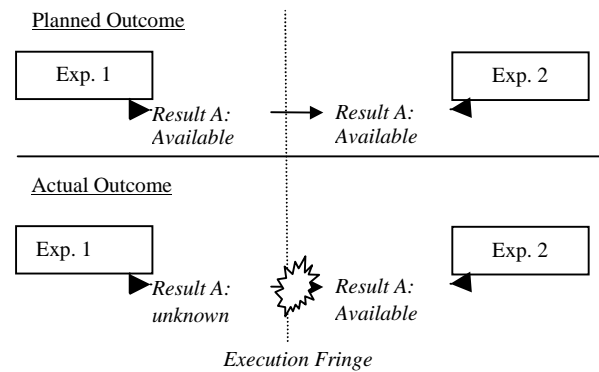 Planned Outcome
Exp. 1
Exp. 2
Result A:
Available
Result A:
Available
Actual Outcome
Exp. 1
Exp. 2
Result A:
unknown
Result A:
Available
Execution Fringe